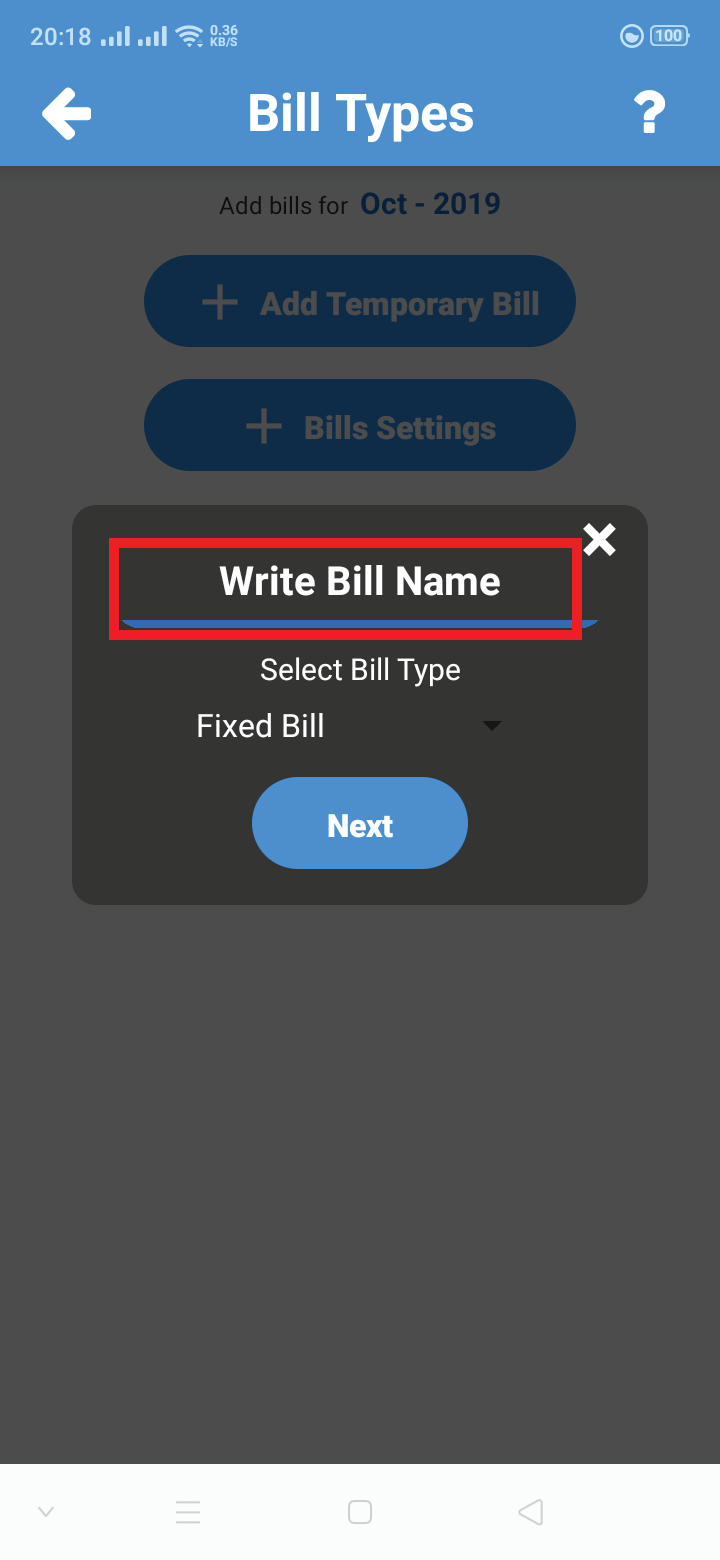 20:18 0.36 KB/S 100
Bill Types ?
Add bills for Oct - 2019
+ Add Temporary Bill
+ Bills Settings
Write Bill Name
Select Bill Type
Fixed Bill
Next